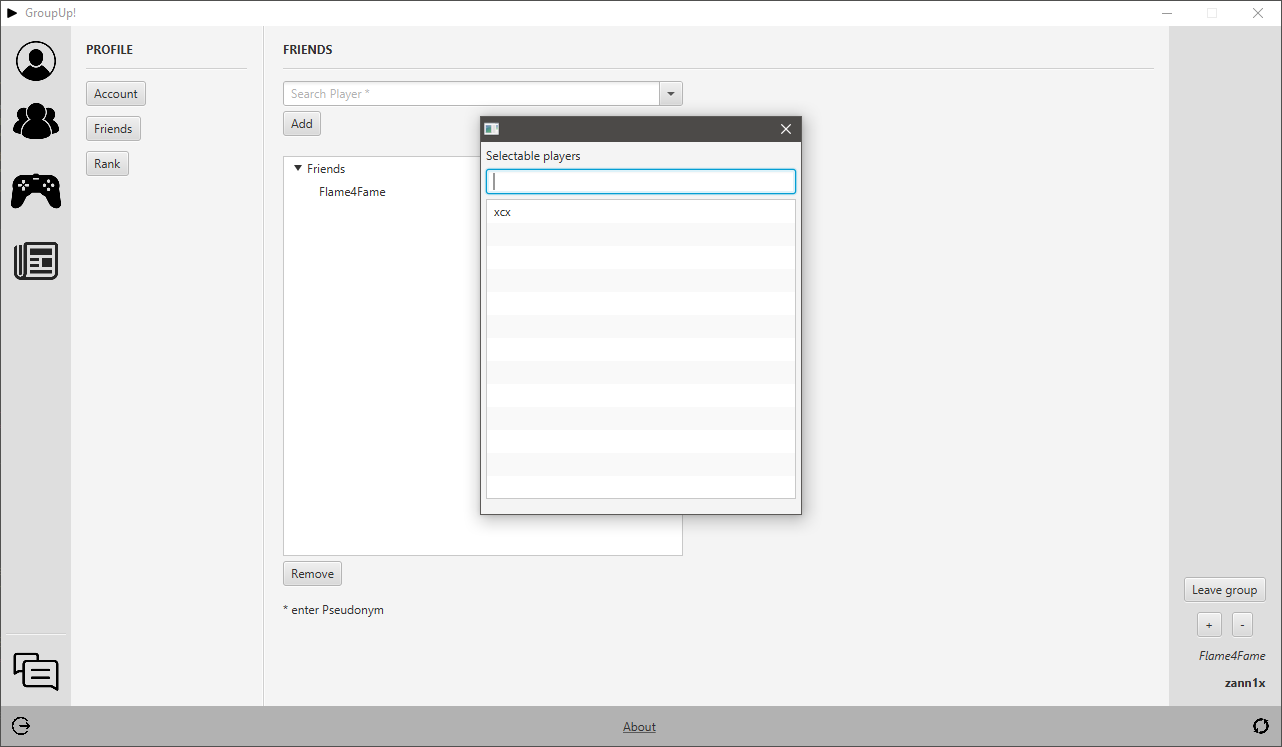 GroupUp!
PROFILE
Account
Friends
Rank
FRIENDS
Search Player *
Add
Friends
Flame4Fame
Remove
* enter Pseudonym
Selectable players
xcx
Leave group
+ -
Flame4Fame
zann1x
About